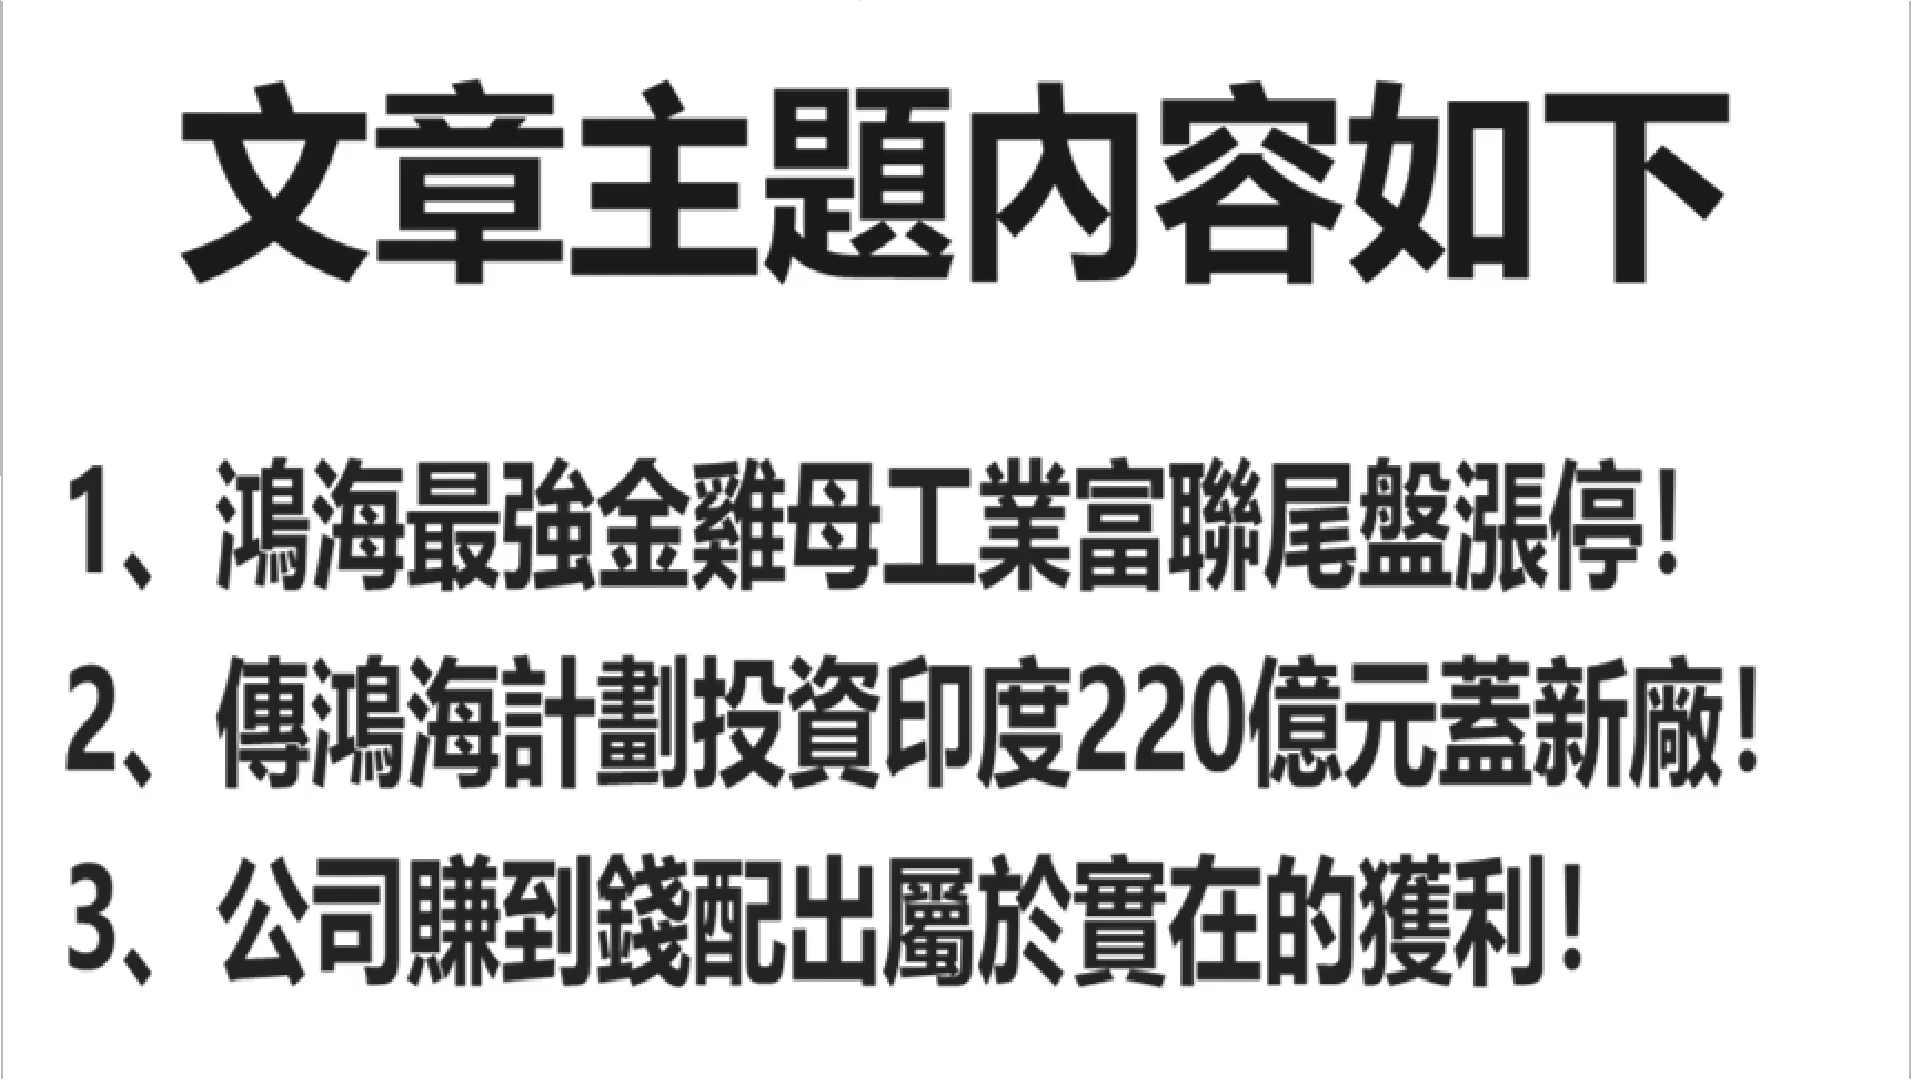 文章主題內容如下
1、鴻海最強金雞母工業富聯尾盤漲停！
2、傳鴻海計劃投資印度220億元蓋新廠！
3、公司賺到錢配出屬於實在的獲利！